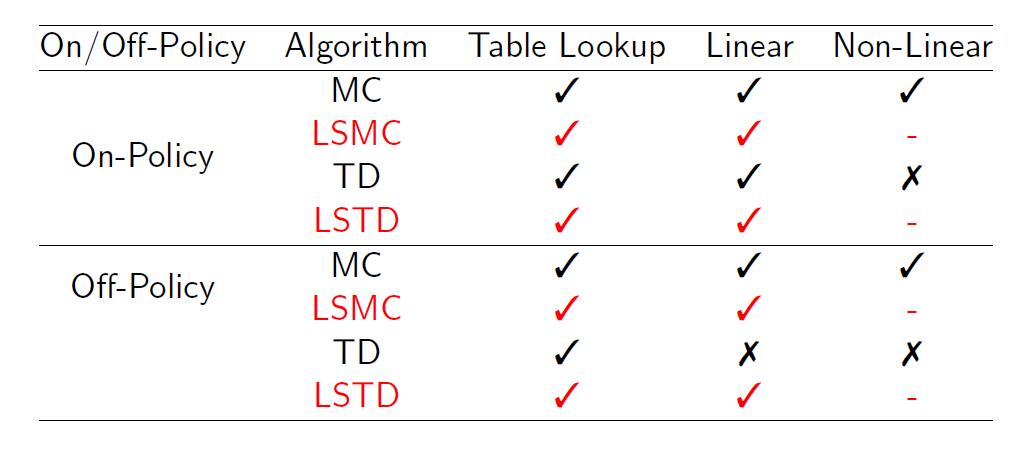 On/Off-Policy Algorithm Table Lookup Linear Non-Linear
MC ✓ ✓ ✓
LSMC ✓ ✓ -
On-Policy
TD ✓ ✓ ✗
LSTD ✓ ✓ -
MC ✓ ✓ ✓
Off-Policy
LSMC ✓ ✓ -
TD ✓ ✗ ✗
LSTD ✓ ✓ -